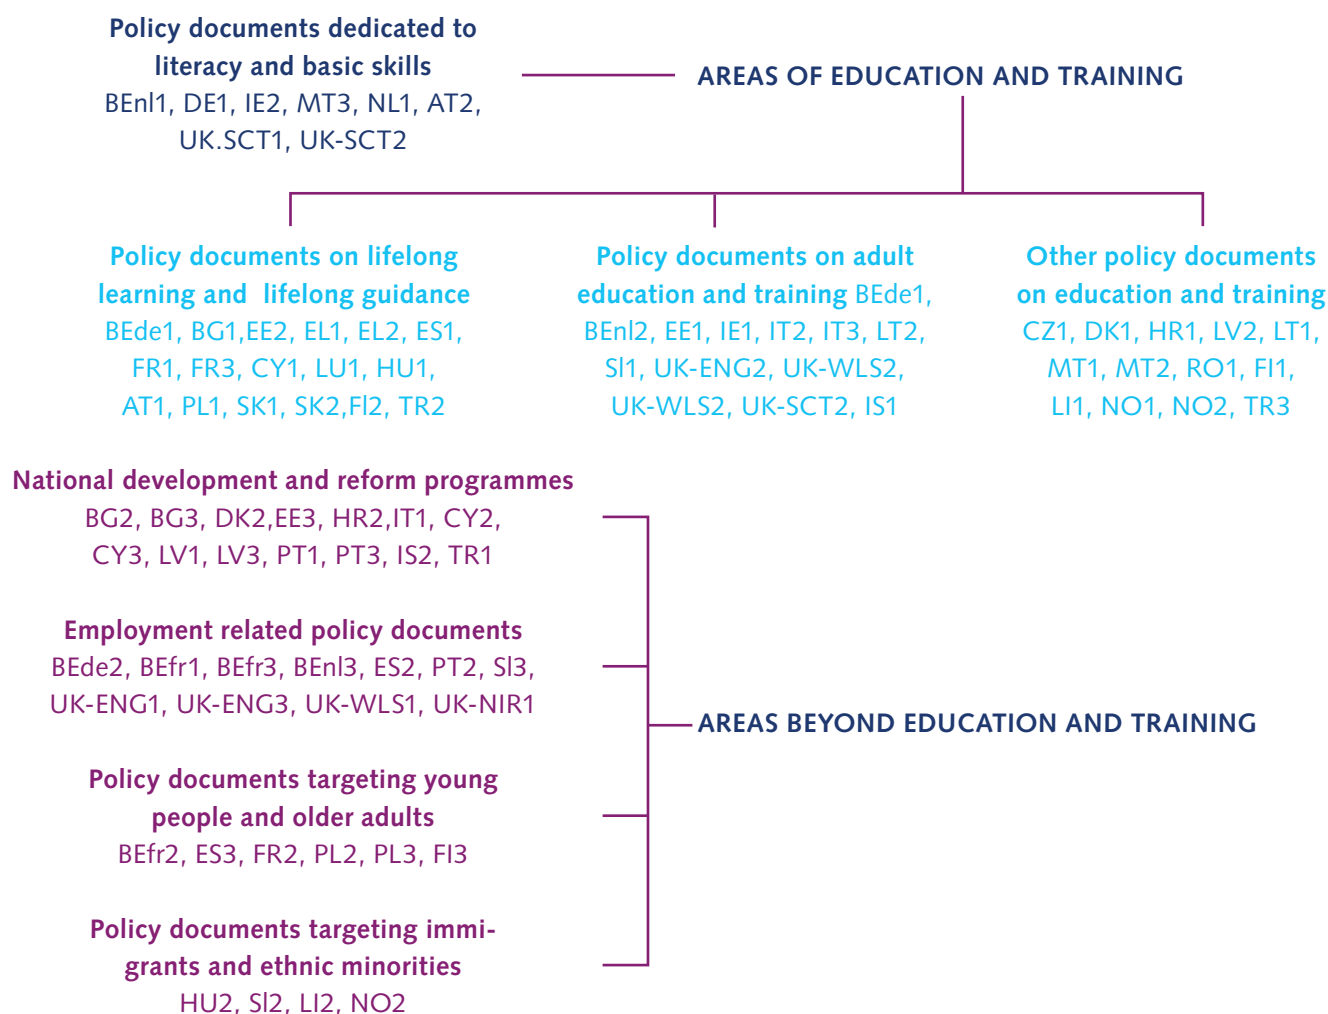 Policy documents dedicated to
literacy and basic skills
BEnl1, DE1, IE2, MT3, NL1, AT2,
UK.SCT1, UK-SCT2
AREAS OF EDUCATION AND TRAINING
Policy documents on lifelong
learning and lifelong guidance
BEde1, BG1,EE2, EL1, EL2, ES1,
FR1, FR3, CY1, LU1, HU1,
AT1, PL1, SK1, SK2,FI2, TR2
Policy documents on adult
education and training BEde1,
BEnl2, EE1, IE1, IT2, IT3, LT2,
SI1, UK-ENG2, UK-WLS2,
UK-WLS2, UK-SCT2, IS1
Other policy documents
on education and training
CZ1, DK1, HR1, LV2, LT1,
MT1, MT2, RO1, FI1,
LI1, NO1, NO2, TR3
National development and reform programmes
BG2, BG3, DK2,EE3, HR2,IT1, CY2,
CY3, LV1, LV3, PT1, PT3, IS2, TR1
Employment related policy documents
BEde2, BEfr1, BEfr3, BEnl3, ES2, PT2, SI3,
UK-ENG1, UK-ENG3, UK-WLS1, UK-NIR1
AREAS BEYOND EDUCATION AND TRAINING
Policy documents targeting young
people and older adults
BEfr2, ES3, FR2, PL2, PL3, FI3
Policy documents targeting immi-
grants and ethnic minorities
HU2, SI2, LI2, NO2